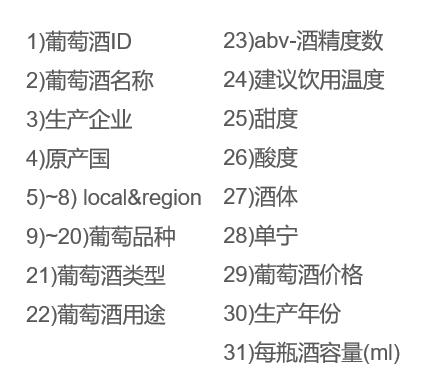 1)葡萄酒ID
2)葡萄酒名称
3)生产企业
4)原产国
5)~8) local&region
9)~20)葡萄品种
21)葡萄酒类型
22)葡萄酒用途
23)abv-酒精度数
24)建议饮用温度
25)甜度
26)酸度
27)酒体
28)单宁
29)葡萄酒价格
30)生产年份
31)每瓶酒容量(ml)